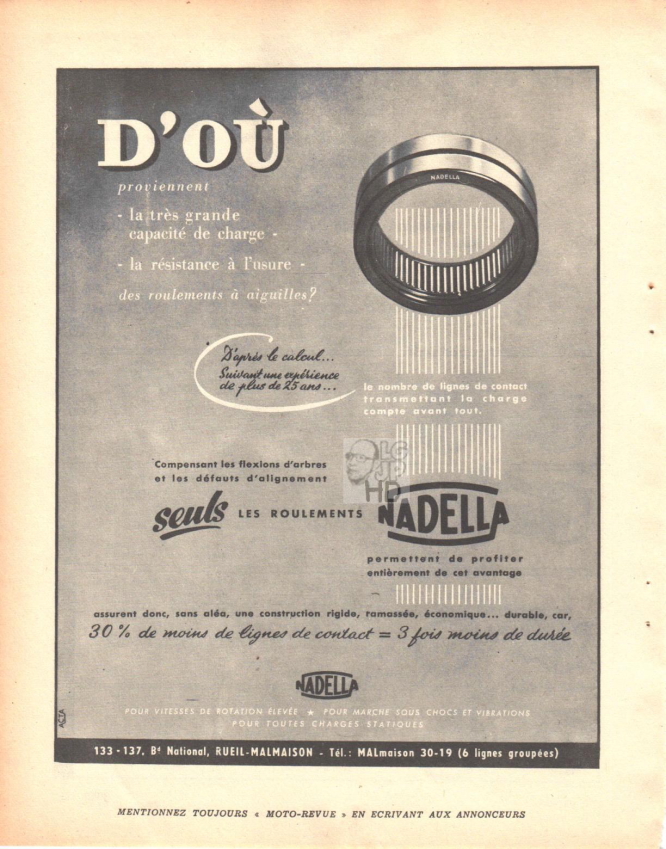 D'OÙ
proviennent
- la très grande
capacité de charge -
- la résistance à l'usure -
des roulements à aiguilles?
NADELLA
D'après le calcul...
Suivant une expérience
de plus de 25 ans...
le nombre de lignes de contact
transmettant la charge
compte avant tout.
LG
JP
HD
Compensant les flexions d'arbres
et les défauts d'alignement
seuls LES ROULEMENTS NADELLA
permettent de profiter
entièrement de cet avantage
assurent donc, sans aléa, une construction rigide, ramassée, économique... durable, car,
30 % de moins de lignes de contact = 3 fois moins de durée
NADELLA
POUR VITESSES DE ROTATION ÉLEVÉE ★ POUR MARCHE SOUS CHOCS ET VIBRATIONS
POUR TOUTES CHARGES STATIQUES
ACTA
133-137, Bd National, RUEIL-MALMAISON - Tél.: MALmaison 30-19 (6 lignes groupées)
MENTIONNEZ TOUJOURS « MOTO-REVUE » EN ECRIVANT AUX ANNONCEURS